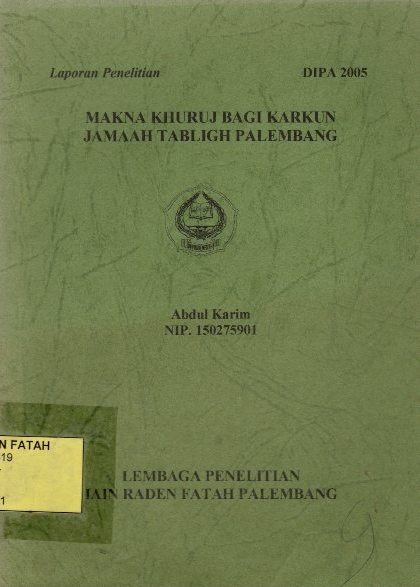 Laporan Penelitian DIPA 2005
MAKNA KHURUJ BAGI KARKUN
JAMAAH TABLIGH PALEMBANG
Abdul Karim
NIP. 150275901
N FATAH
19
1
LEMBAGA PENELITIAN
IAIN RADEN FATAH PALEMBANG